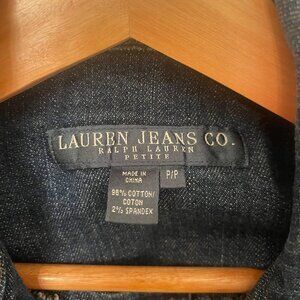 LAUREN JEANS CO.
RALPH LAUREN
PETITE
MADE IN
CHINA
P/P
98% COTTON/
COTON
2% SPANDEX